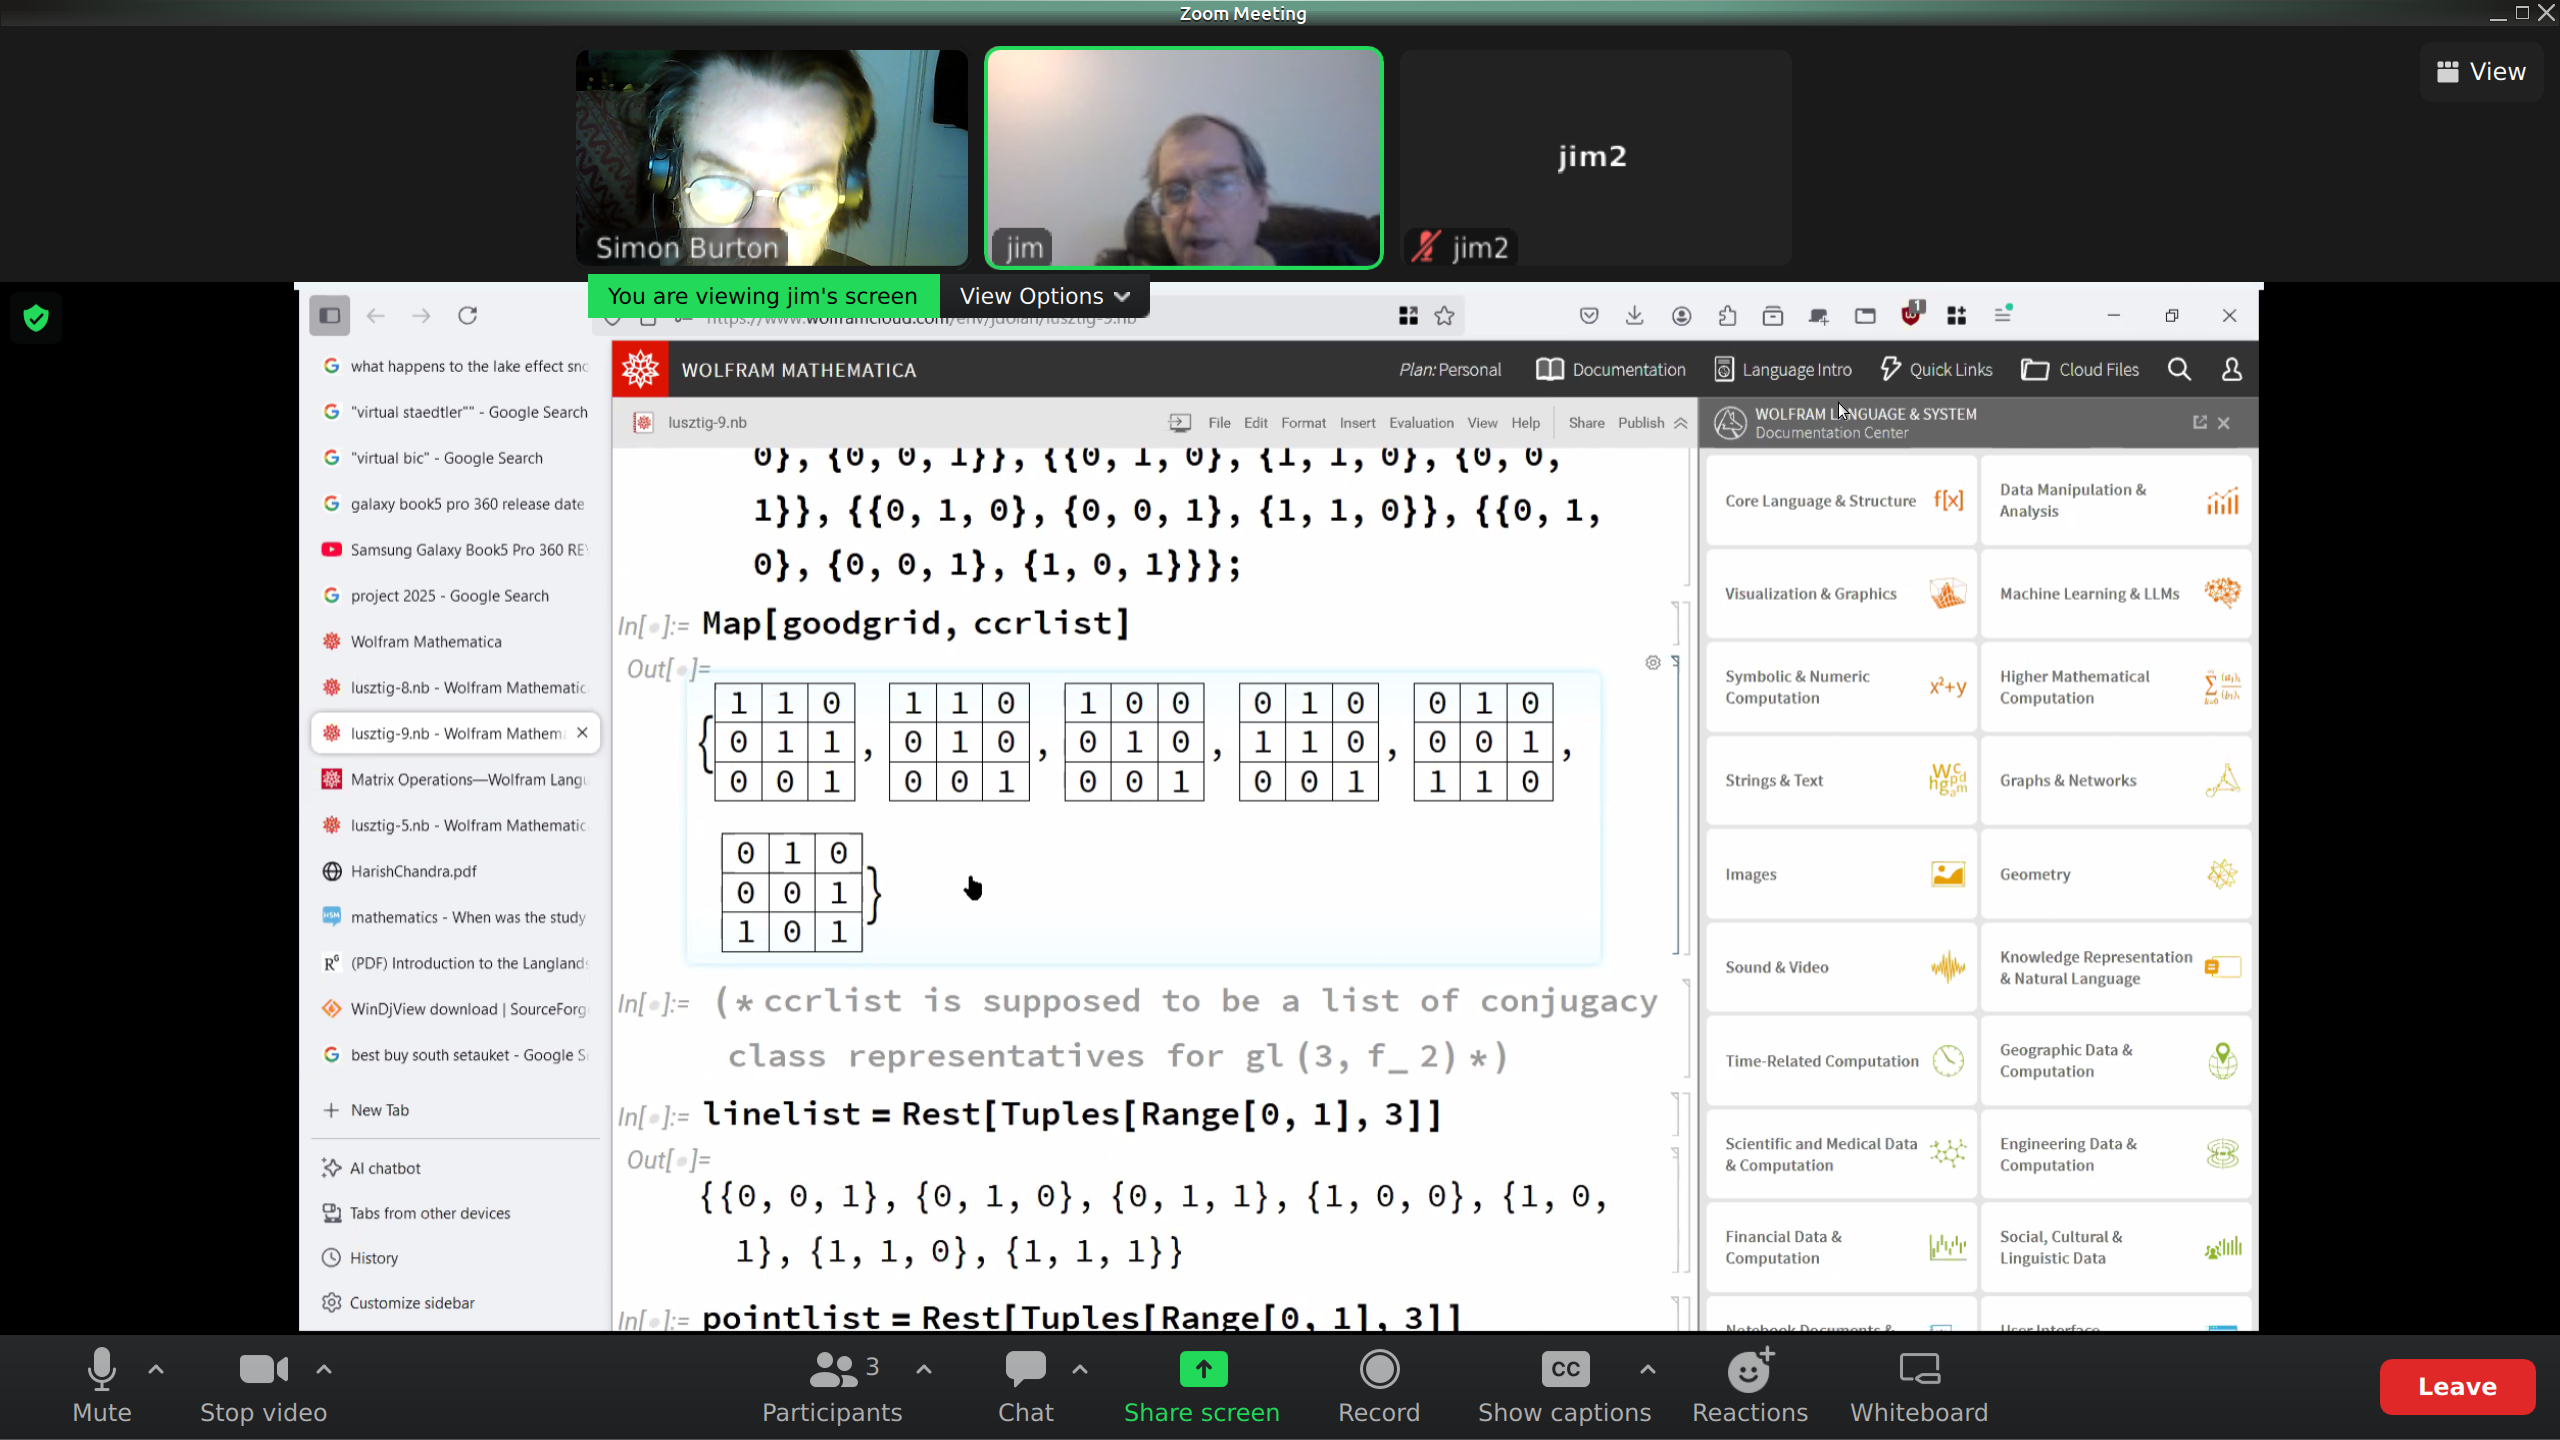 Zoom Meeting
View
Simon Burton
jim
jim2
jim2
You are viewing jim's screen
View Options
WOLFRAM MATHEMATICA
Plan: Personal
Documentation
Language Intro
Quick Links
Cloud Files
lusztig-9.nb
File Edit Format Insert Evaluation View Help
Share Publish
WOLFRAM LANGUAGE & SYSTEM
Documentation Center
what happens to the lake effect sno
"virtual staedtler"" - Google Search
"virtual bic" - Google Search
galaxy book5 pro 360 release date
Samsung Galaxy Book5 Pro 360 RE
project 2025 - Google Search
Wolfram Mathematica
lusztig-8.nb - Wolfram Mathematic
lusztig-9.nb - Wolfram Mathem
Matrix Operations—Wolfram Langu
lusztig-5.nb - Wolfram Mathematic
HarishChandra.pdf
mathematics - When was the study
(PDF) Introduction to the Langland
WinDjView download | SourceForg
best buy south setauket - Google S
New Tab
AI chatbot
Tabs from other devices
History
Customize sidebar
0}, {0, 0, 1}}, {{0, 1, 0}, {1, 1, 0}, {0, 0,
1}}, {{0, 1, 0}, {0, 0, 1}, {1, 1, 0}}, {{0, 1,
0}, {0, 0, 1}, {1, 0, 1}}};
In[ ]:= Map[goodgrid, ccrlist]
Out[ ]=
1 1 0 1 1 0 1 0 0 0 1 0 0 1 0
{ 0 1 1 , 0 1 0 , 0 1 0 , 1 1 0 , 0 0 1 ,
0 0 1 0 0 1 0 0 1 0 0 1 1 1 0
0 1 0
0 0 1 }
1 0 1
In[ ]:= (* ccrlist is supposed to be a list of conjugacy
class representatives for gl (3, f_ 2) *)
In[ ]:= linelist = Rest[Tuples[Range[0, 1], 3]]
Out[ ]=
{{0, 0, 1}, {0, 1, 0}, {0, 1, 1}, {1, 0, 0}, {1, 0,
1}, {1, 1, 0}, {1, 1, 1}}
In[ ]:= pointlist = Rest[Tuples[Range[0, 1], 3]]
Core Language & Structure
Data Manipulation &
Analysis
Visualization & Graphics
Machine Learning & LLMs
Symbolic & Numeric
Computation
Higher Mathematical
Computation
Strings & Text
Graphs & Networks
Images
Geometry
Sound & Video
Knowledge Representation
& Natural Language
Time-Related Computation
Geographic Data &
Computation
Scientific and Medical Data
& Computation
Engineering Data &
Computation
Financial Data &
Computation
Social, Cultural &
Linguistic Data
Mute
Stop video
Participants
3
Chat
Share screen
Record
CC
Show captions
Reactions
Whiteboard
Leave